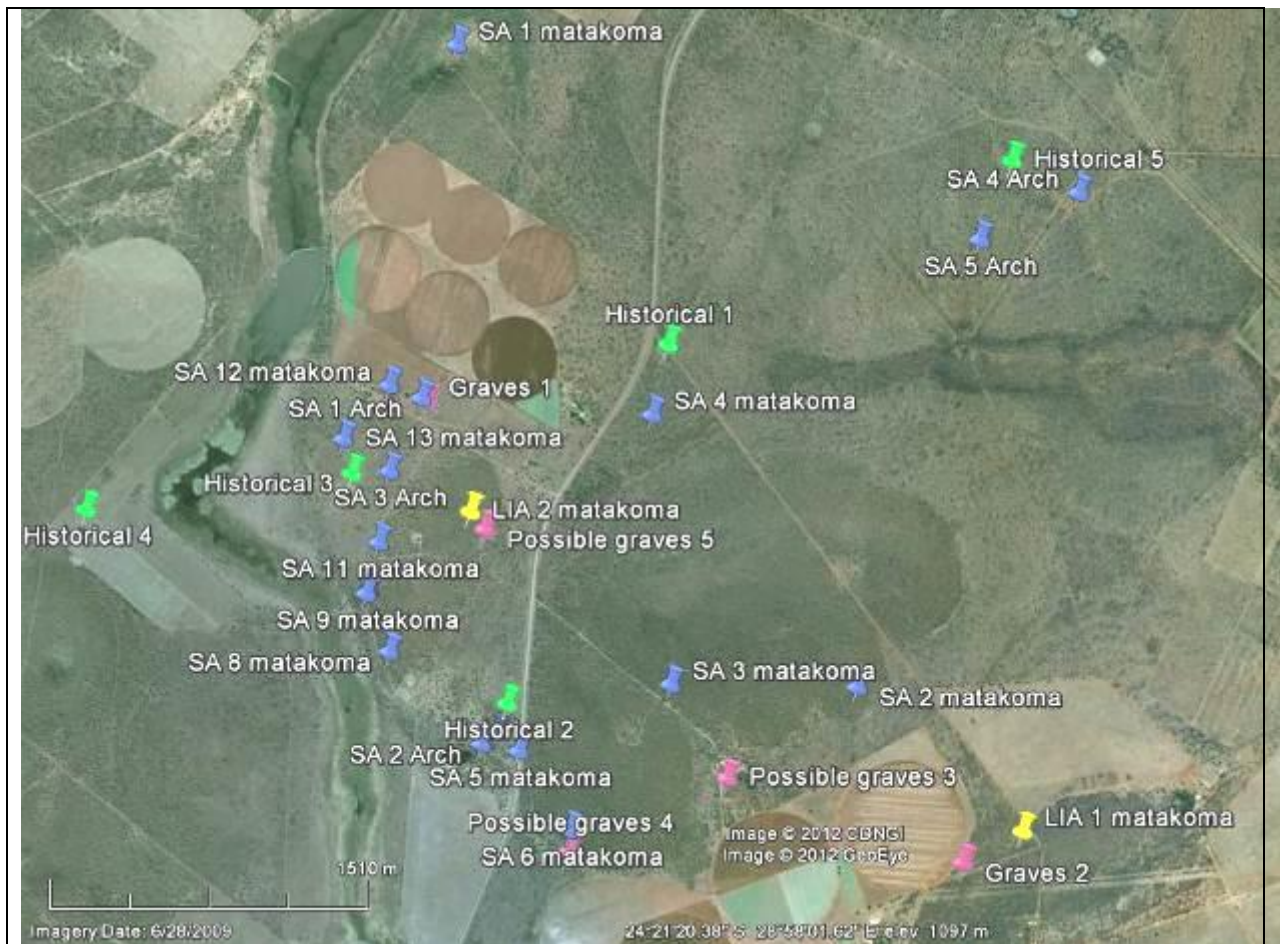 SA 1 matakoma
Historical 5
SA 4 Arch
SA 5 Arch
Historical 1
SA 12 matakoma
Graves 1
SA 4 matakoma
SA 1 Arch
SA 13 matakoma
Historical 3
SA 3 Arch
LIA 2 matakoma
Historical 4
Possible graves 5
SA 11 matakoma
SA 9 matakoma
SA 8 matakoma
SA 3 matakoma
SA 2 matakoma
Historical 2
SA 2 Arch
SA 5 matakoma
Possible graves 3
Possible graves 4
LIA 1 matakoma
Image © 2012 CDNGI
SA 6 matakoma
Image © 2012 GeoEye
1510 m
Graves 2
Imagery Date: 6/28/2009
24°21'20.38" S 28°58'01.62" E elev 1097 m